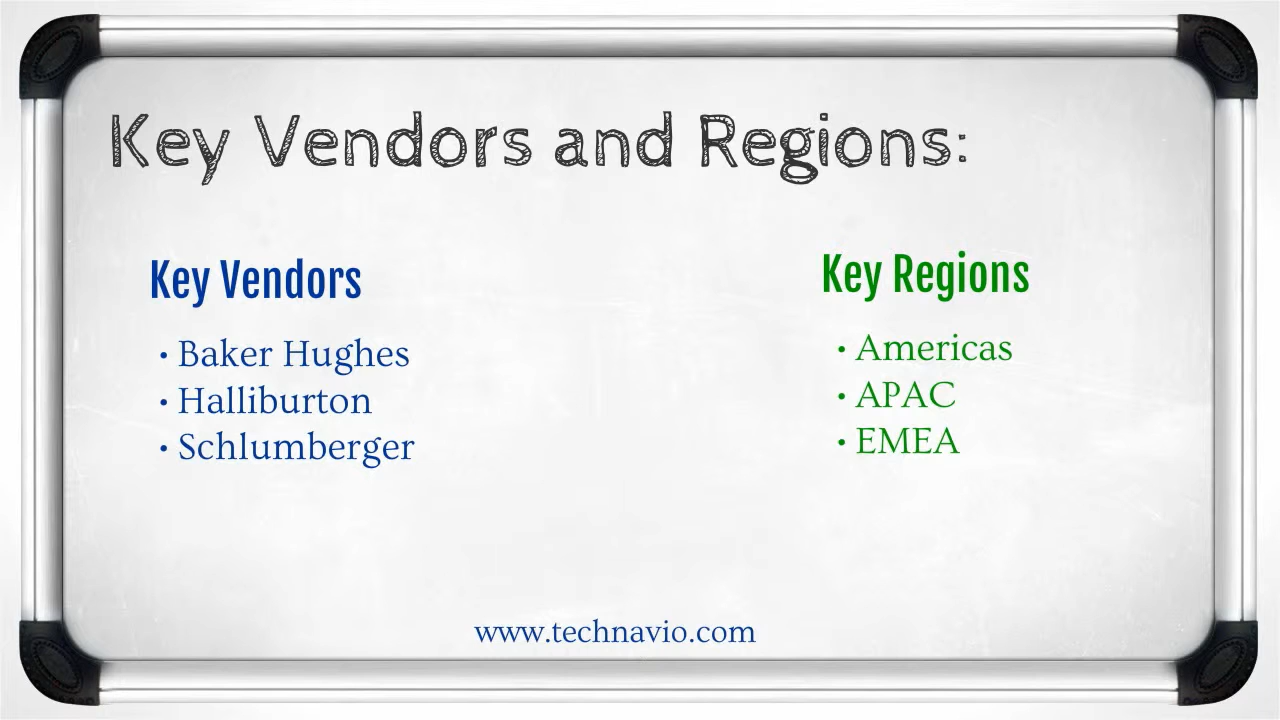 Key Vendors and Regions:
Key Vendors
• Baker Hughes
• Halliburton
• Schlumberger
Key Regions
• Americas
• APAC
• EMEA
www.technavio.com